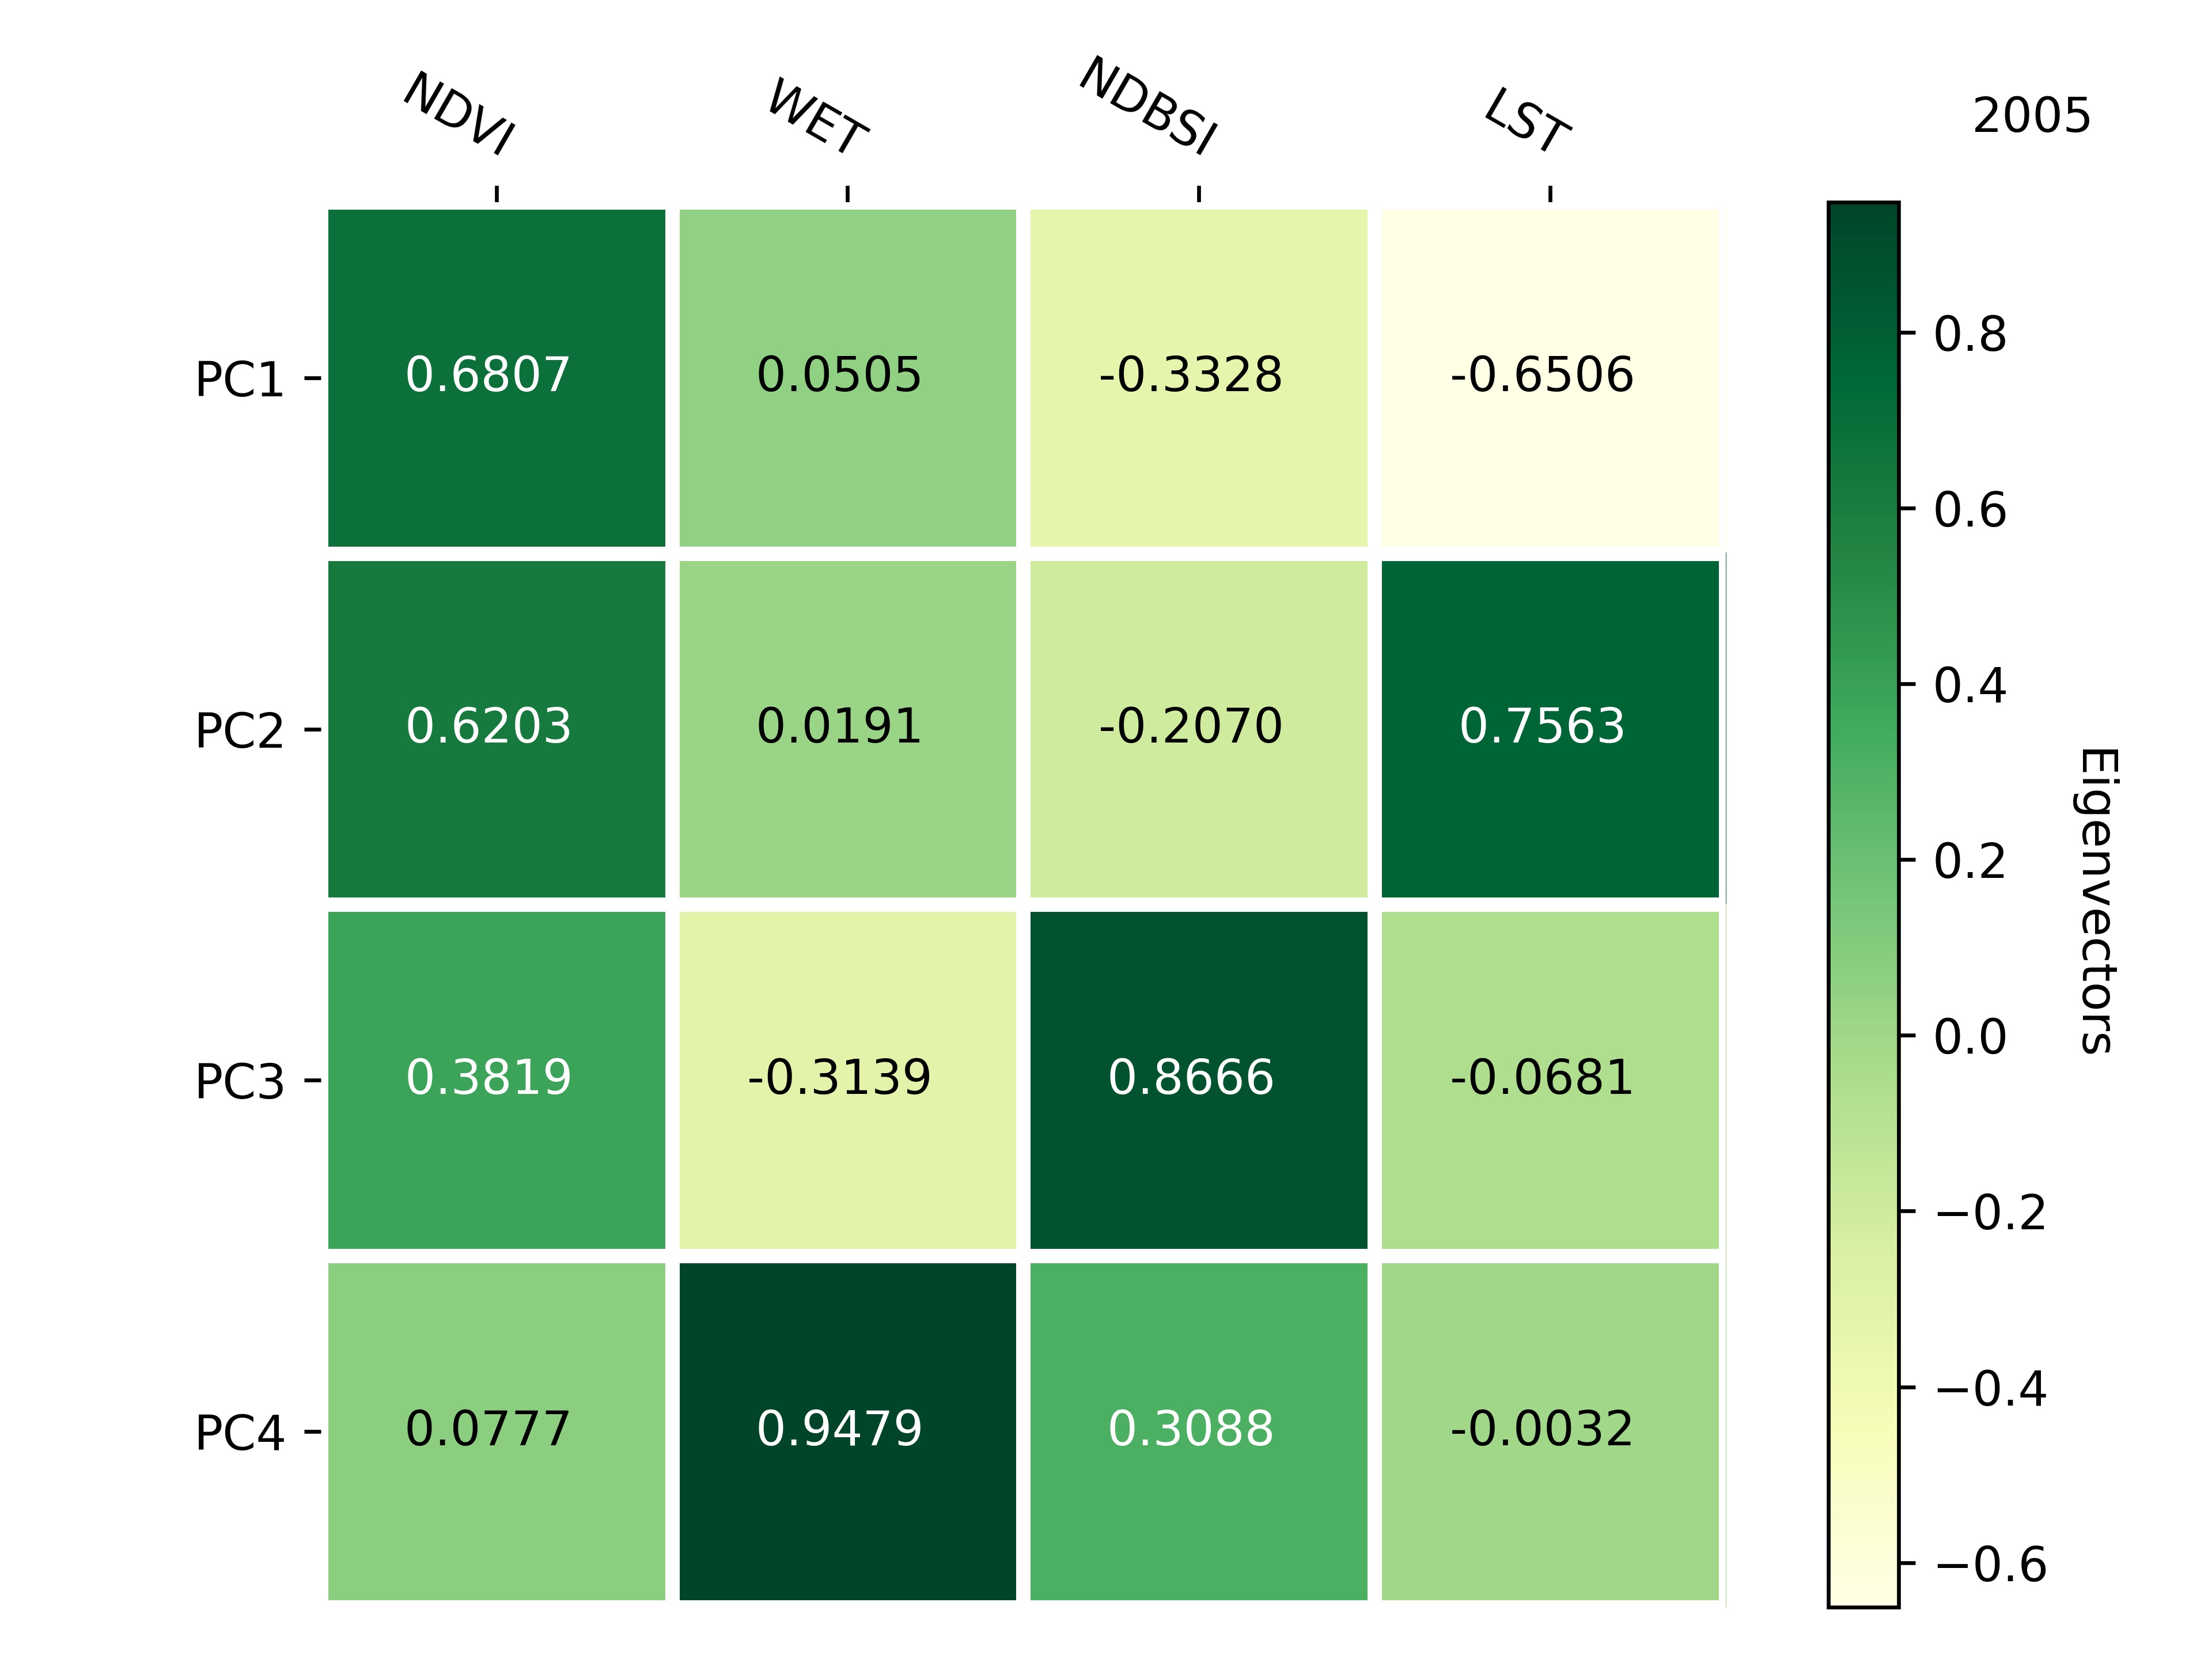 NDVI WET NDBSI LST 2005
PC1 0.6807 0.0505 -0.3328 -0.6506
PC2 0.6203 0.0191 -0.2070 0.7563
PC3 0.3819 -0.3139 0.8666 -0.0681
PC4 0.0777 0.9479 0.3088 -0.0032
0.8
0.6
0.4
0.2
0.0
−0.2
−0.4
−0.6
Eigenvectors